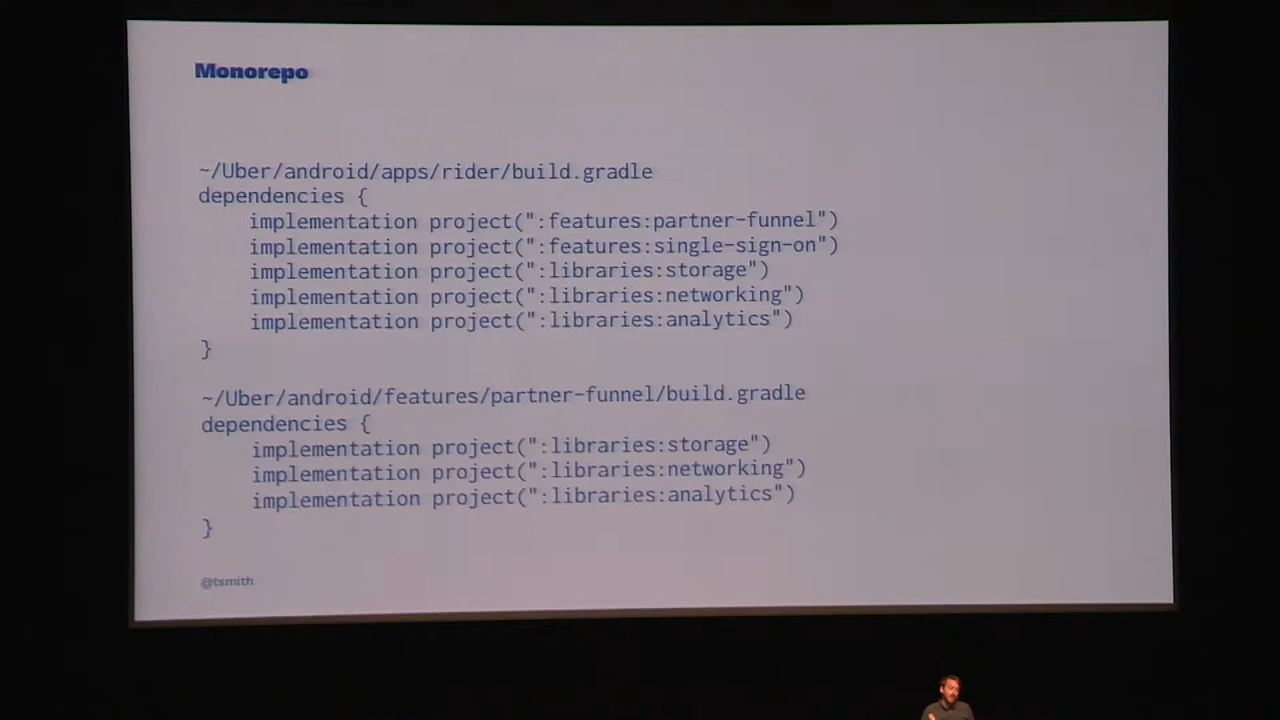 Monorepo
~/Uber/android/apps/rider/build.gradle
dependencies {
    implementation project(":features:partner-funnel")
    implementation project(":features:single-sign-on")
    implementation project(":libraries:storage")
    implementation project(":libraries:networking")
    implementation project(":libraries:analytics")
}
~/Uber/android/features/partner-funnel/build.gradle
dependencies {
    implementation project(":libraries:storage")
    implementation project(":libraries:networking")
    implementation project(":libraries:analytics")
}
@tsmith